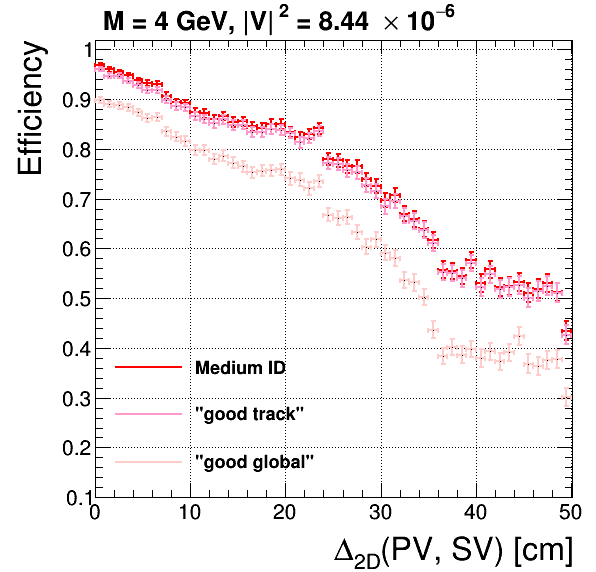 M = 4 GeV, |V|² = 8.44 × 10⁻⁶
Efficiency
1
0.9
0.8
0.7
0.6
0.5
0.4
0.3
0.2
0.1
Medium ID
"good track"
"good global"
0 10 20 30 40 50
Δ₂D(PV, SV) [cm]